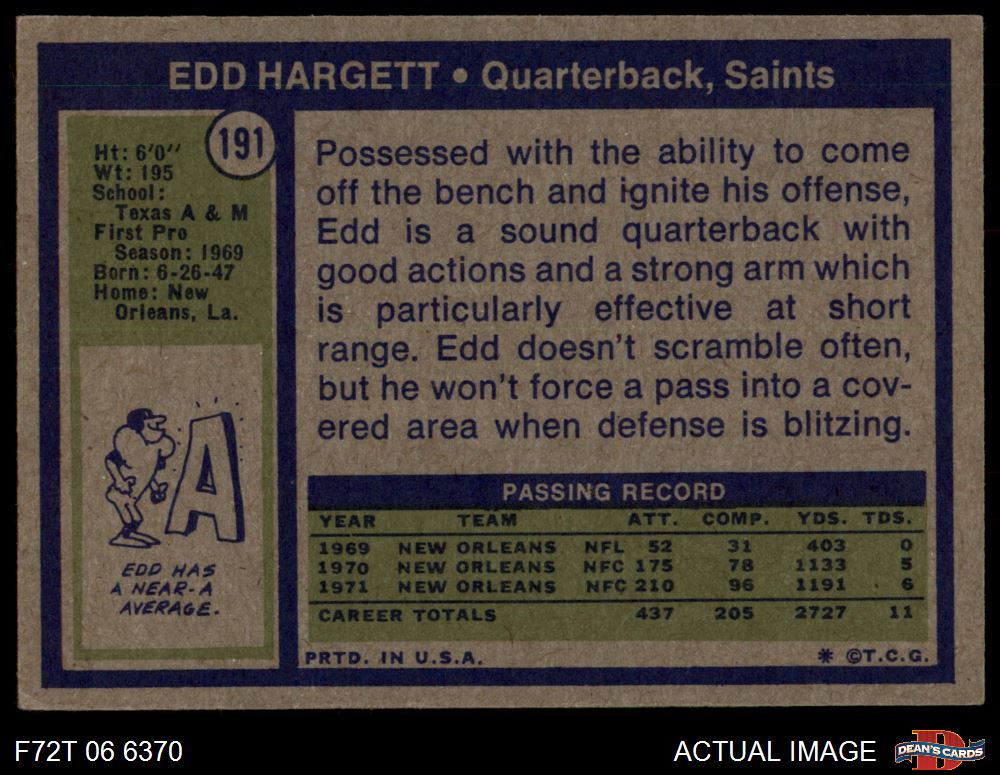 EDD HARGETT • Quarterback, Saints
191
Ht: 6'0''
Wt: 195
School:
Texas A & M
First Pro
Season: 1969
Born: 6-26-47
Home: New
Orleans, La.
A
EDD HAS
A NEAR-A
AVERAGE.
Possessed with the ability to come
off the bench and ignite his offense,
Edd is a sound quarterback with
good actions and a strong arm which
is particularly effective at short
range. Edd doesn't scramble often,
but he won't force a pass into a cov-
ered area when defense is blitzing.
PASSING RECORD
YEAR TEAM ATT. COMP. YDS. TDS.
1969 NEW ORLEANS NFL 52 31 403 0
1970 NEW ORLEANS NFC 175 78 1133 5
1971 NEW ORLEANS NFC 210 96 1191 6
CAREER TOTALS 437 205 2727 11
PRTD. IN U.S.A. * ©T.C.G.
F72T 06 6370
ACTUAL IMAGE
D
DEAN'S CARDS